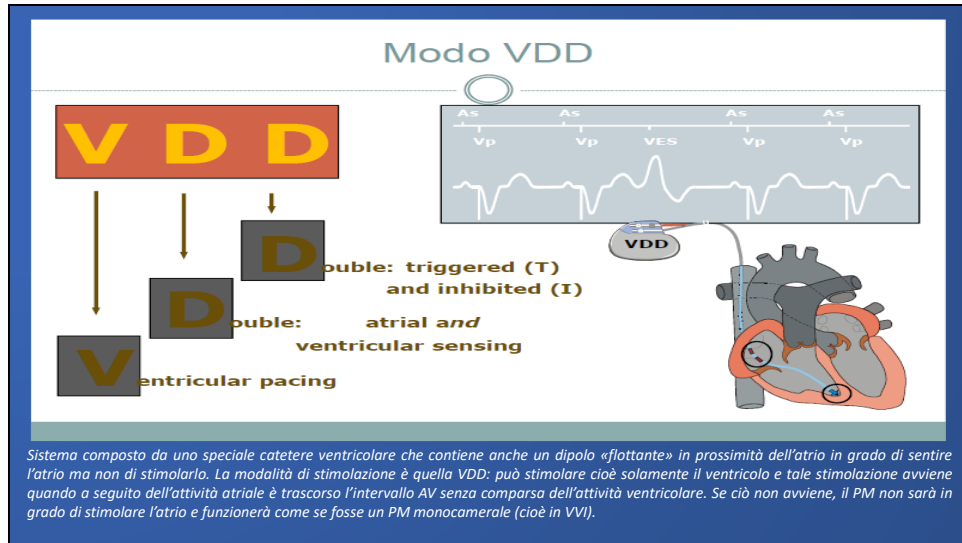 Modo VDD
V D D
As As As As
Vp Vp VES Vp Vp
VDD
Double: triggered (T)
and inhibited (I)
Double: atrial and
ventricular sensing
Ventricular pacing
Sistema composto da uno speciale catetere ventricolare che contiene anche un dipolo «flottante» in prossimità dell’atrio in grado di sentire
l’atrio ma non di stimolarlo. La modalità di stimolazione è quella VDD: può stimolare cioè solamente il ventricolo e tale stimolazione avviene
quando a seguito dell’attività atriale è trascorso l’intervallo AV senza comparsa dell’attività ventricolare. Se ciò non avviene, il PM non sarà in
grado di stimolare l’atrio e funzionerà come se fosse un PM monocamerale (cioè in VVI).